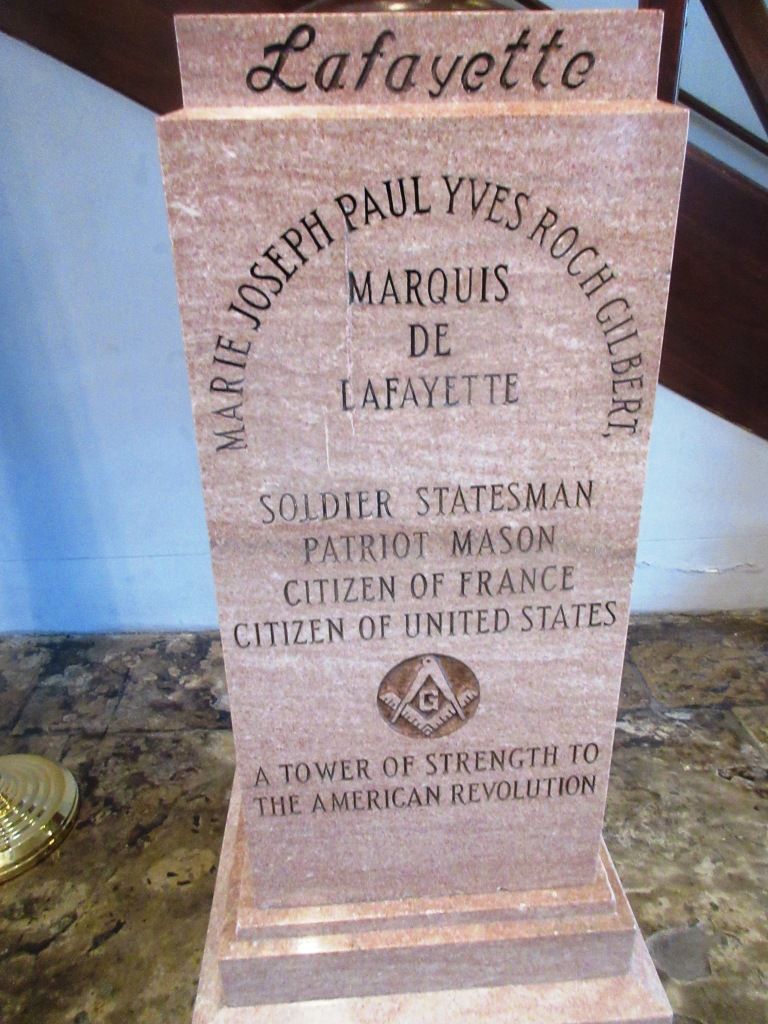 Lafayette
MARIE JOSEPH PAUL YVES ROCH GILBERT,
MARQUIS
DE
LAFAYETTE
SOLDIER STATESMAN
PATRIOT MASON
CITIZEN OF FRANCE
CITIZEN OF UNITED STATES
G
A TOWER OF STRENGTH TO
THE AMERICAN REVOLUTION